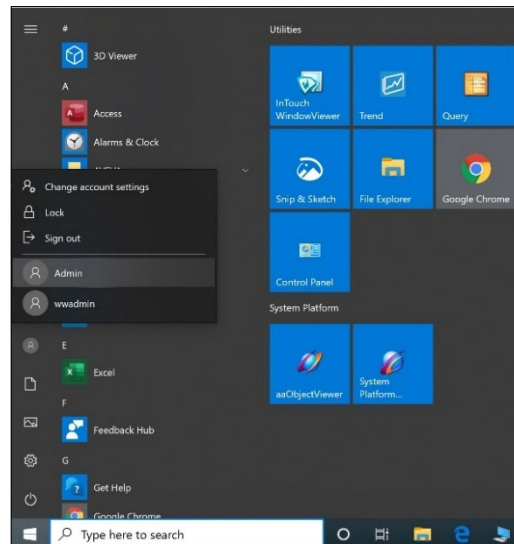 #
3D Viewer
A
Access
Alarms & Clock
AVEVA
Change account settings
Lock
Sign out
Admin
wwadmin
E
Excel
F
Feedback Hub
G
Get Help
Google Chrome
Type here to search
Utilities
InTouch
WindowViewer
Trend
Query
Snip & Sketch
File Explorer
Google Chrome
Control Panel
System Platform
aaObjectViewer
System
Platform...